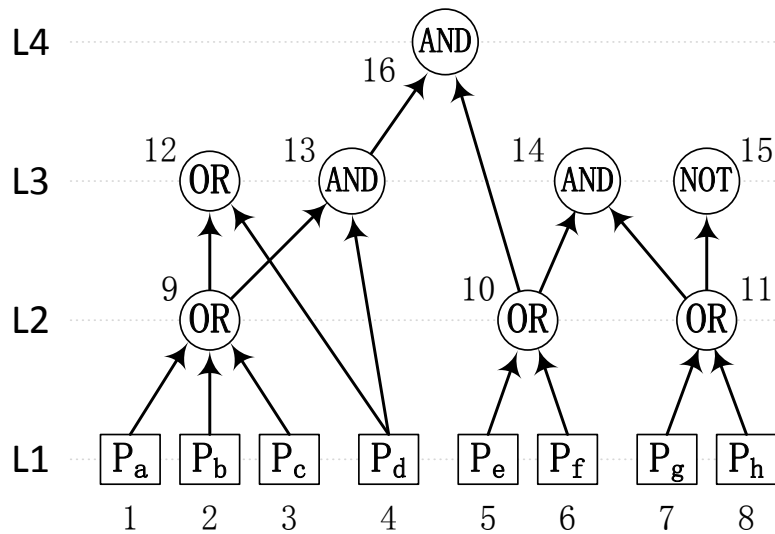 L4
AND
16
12
13
14
15
L3
OR
AND
AND
NOT
9
10
11
L2
OR
OR
OR
L1
Pa
Pb
Pc
Pd
Pe
Pf
Pg
Ph
1
2
3
4
5
6
7
8